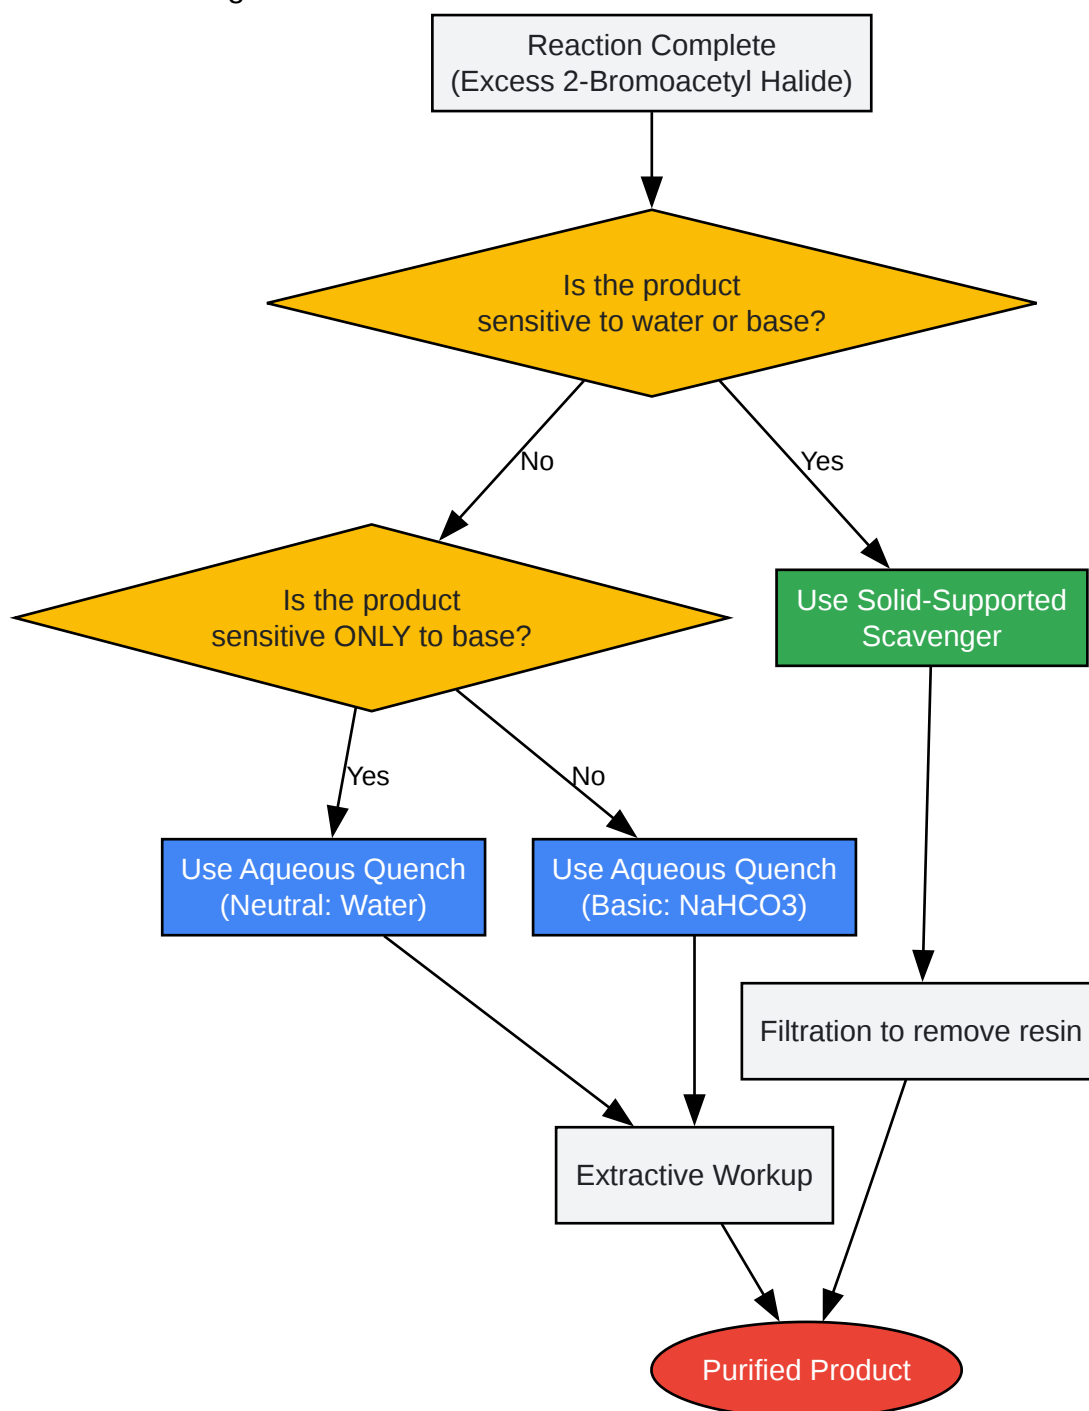 Reaction Complete
(Excess 2-Bromoacetyl Halide)
Is the product
sensitive to water or base?
No
Yes
Is the product
sensitive ONLY to base?
Use Solid-Supported
Scavenger
Yes
No
Use Aqueous Quench
(Neutral: Water)
Use Aqueous Quench
(Basic: NaHCO3)
Filtration to remove resin
Extractive Workup
Purified Product